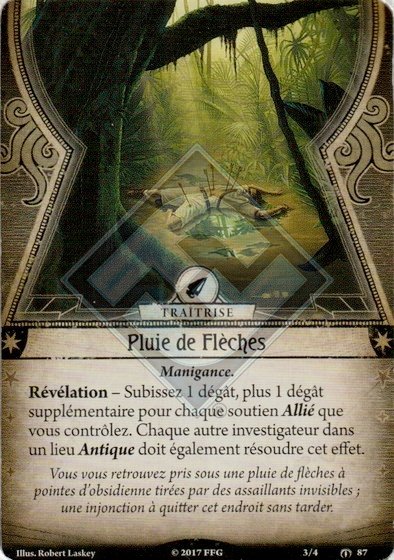 TRAÎTRISE
Pluie de Flèches
Manigance.
Révélation – Subissez 1 dégât, plus 1 dégât
supplémentaire pour chaque soutien Allié que
vous contrôlez. Chaque autre investigateur dans
un lieu Antique doit également résoudre cet effet.
Vous vous retrouvez pris sous une pluie de flèches à
pointes d'obsidienne tirées par des assaillants invisibles ;
une injonction à quitter cet endroit sans tarder.
Illus. Robert Laskey © 2017 FFG 3/4 87